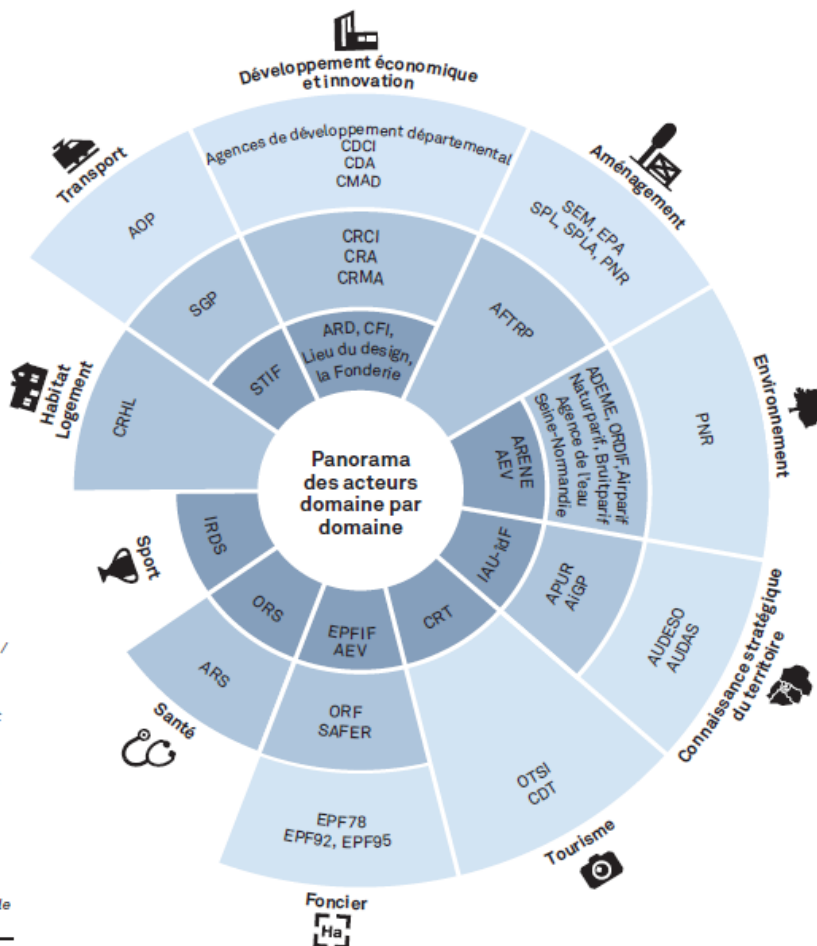 Développement économique
et innovation
Agences de développement départemental
CDCI
CDA
CMAD
CRCI
CRA
CRMA
ARD, CFI,
Lieu du design,
la Fonderie
Aménagement
SEM, EPA
SPL, SPLA, PNR
AFTRP
Environnement
PNR
ADEME, ORDIF, Airparif
Naturparif, Bruitparif
Agence de l'eau
Seine-Normandie
ARENE
AEV
Connaissance stratégique
du territoire
AUDESO
AUDAS
APUR
AiGP
IAU-îdF
Tourisme
OTSI
CDT
CRT
Foncier
Ha
EPF78
EPF92, EPF95
ORF
SAFER
EPFIF
AEV
Santé
ARS
ORS
Sport
IRDS
Habitat
Logement
CRHL
Transport
AOP
SGP
STIF
Panorama
des acteurs
domaine par
domaine
/